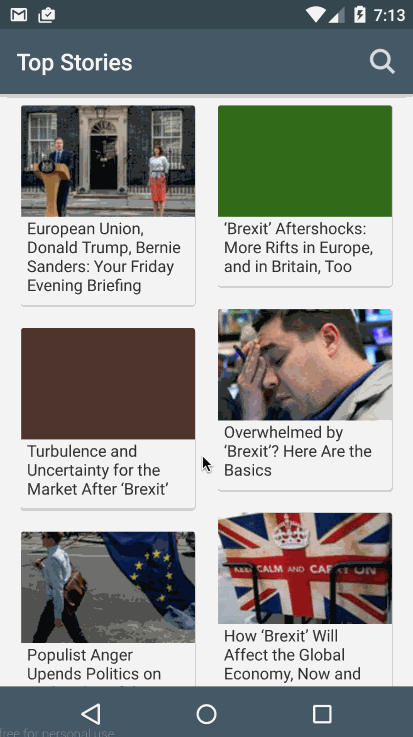 7:13
Top Stories
European Union,
Donald Trump, Bernie
Sanders: Your Friday
Evening Briefing
‘Brexit’ Aftershocks:
More Rifts in Europe,
and in Britain, Too
Turbulence and
Uncertainty for the
Market After ‘Brexit’
Overwhelmed by
‘Brexit’? Here Are the
Basics
KEEP CALM AND CARRY ON
Populist Anger
Upends Politics on
How ‘Brexit’ Will
Affect the Global
Economy, Now and
free for personal use